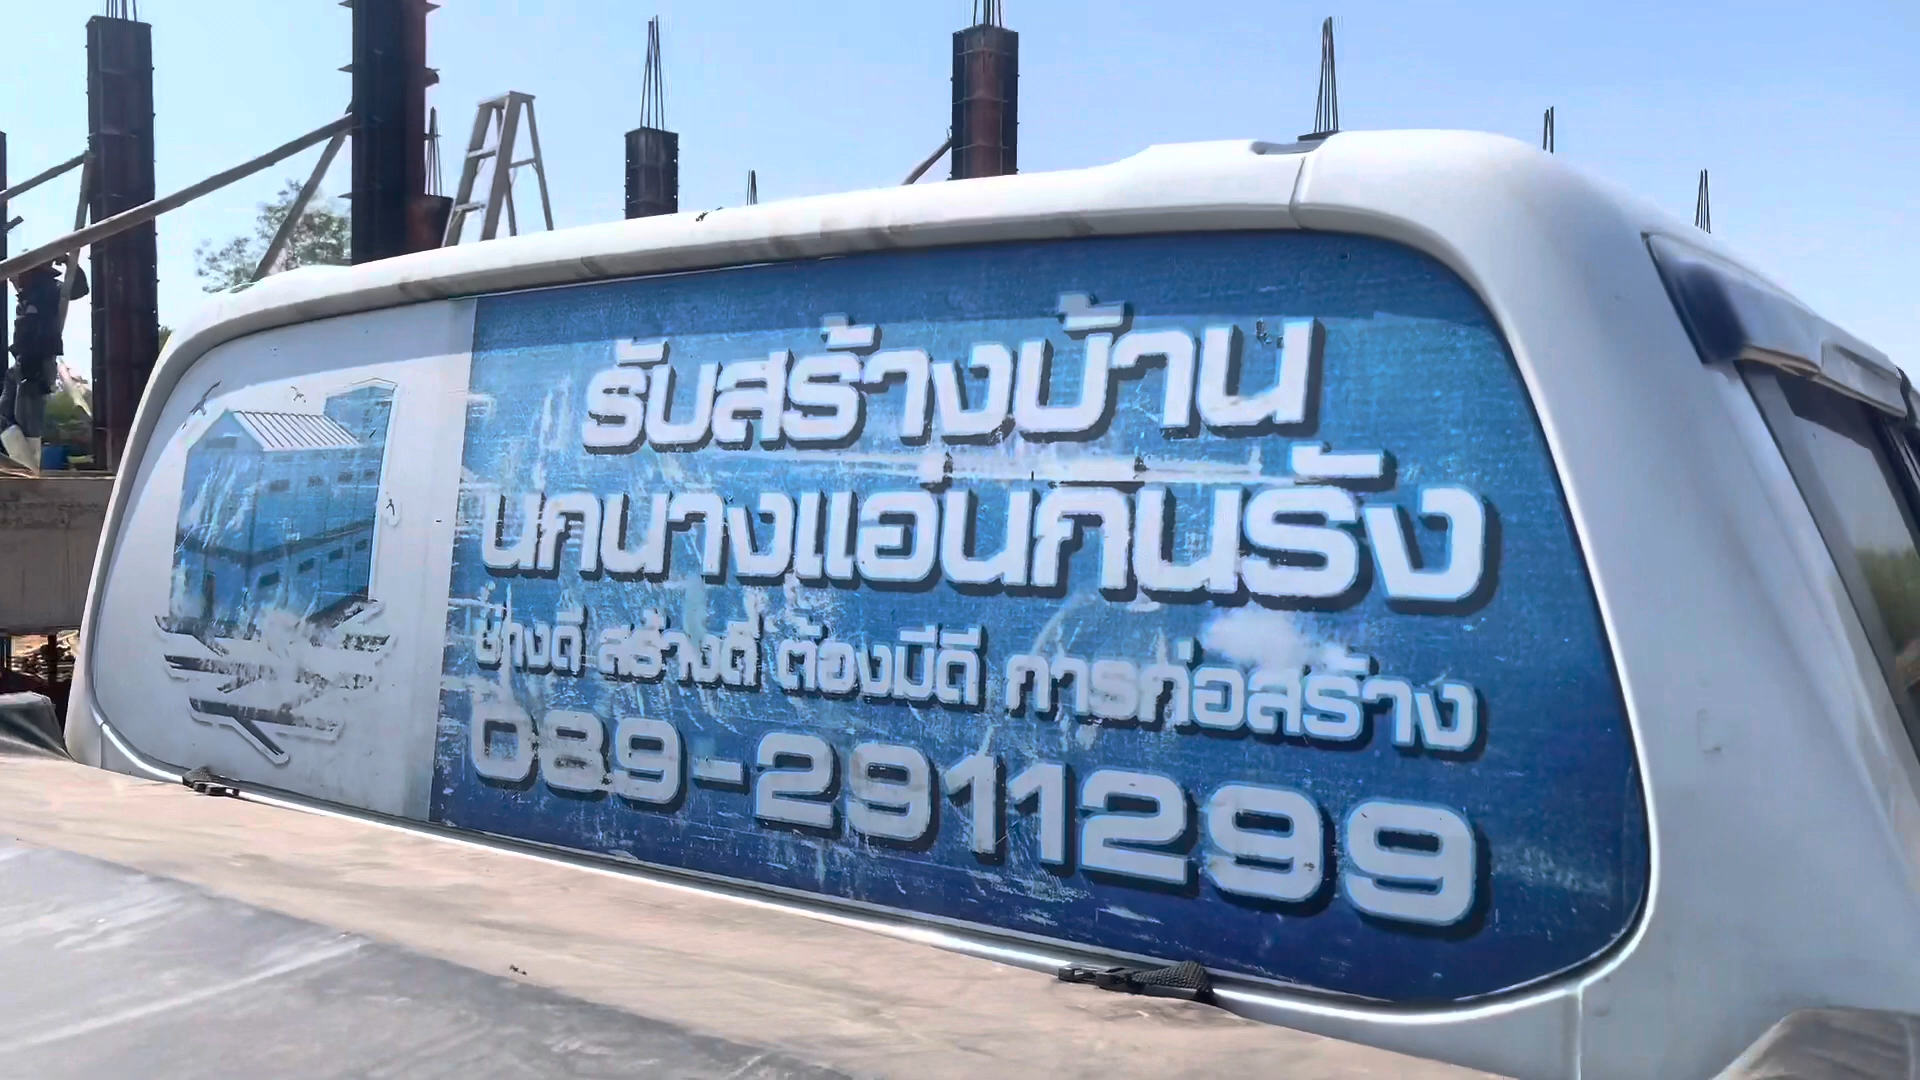 รับสร้างบ้าน
นกนางแอ่นกินรัง
ช่างดี สร้างดี ต้องมีดี การก่อสร้าง
089-2911299